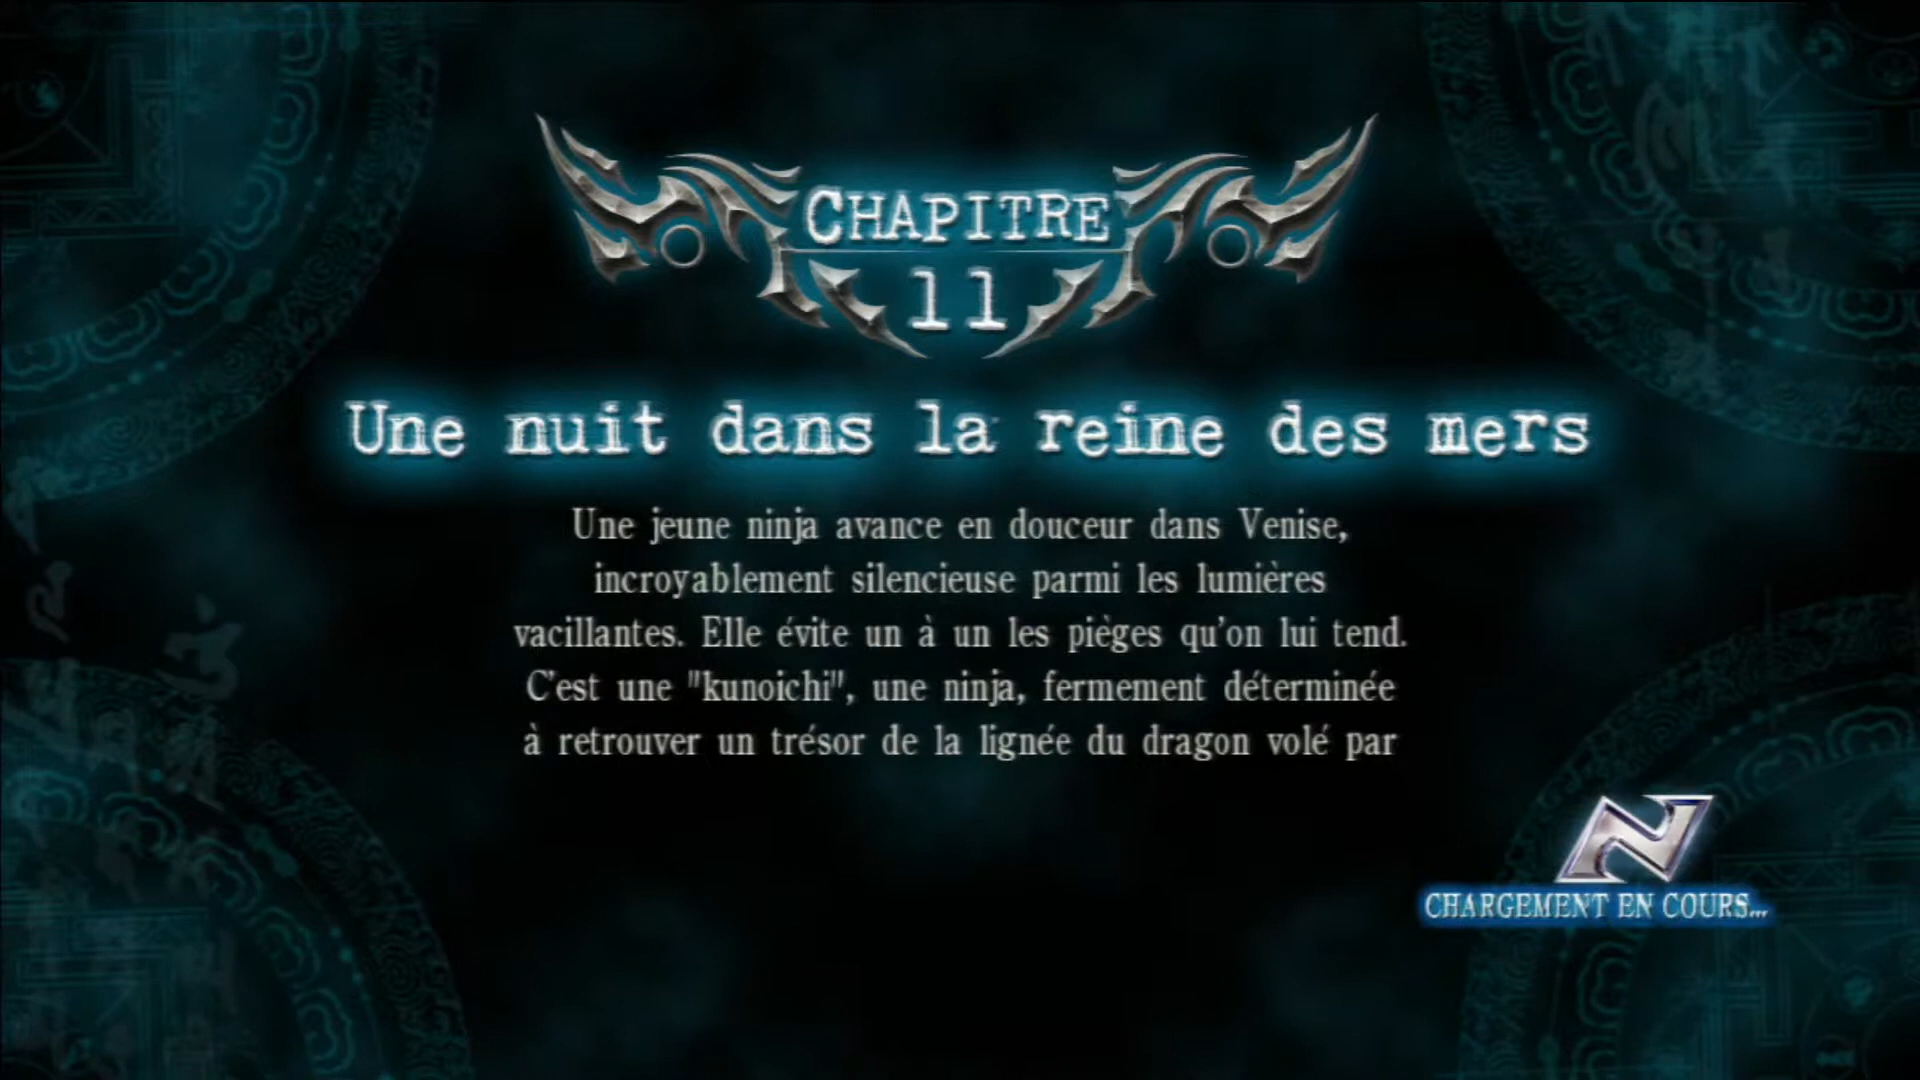 CHAPITRE
11
Une nuit dans la reine des mers
Une jeune ninja avance en douceur dans Venise,
incroyablement silencieuse parmi les lumières
vacillantes. Elle évite un à un les pièges qu'on lui tend.
C'est une "kunoichi", une ninja, fermement déterminée
à retrouver un trésor de la lignée du dragon volé par
N
CHARGEMENT EN COURS...